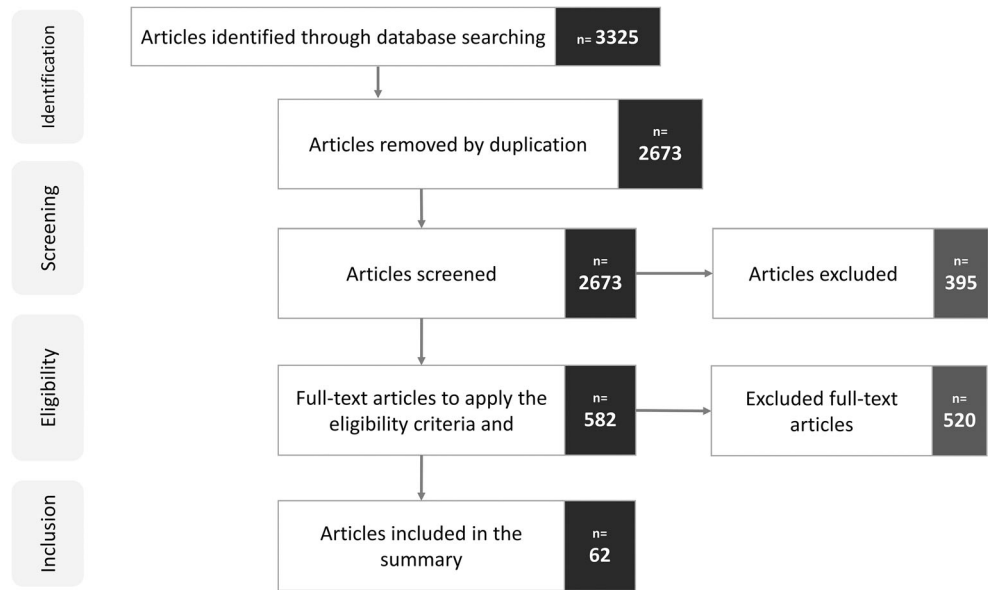 Identification
Articles identified through database searching
n= 3325
Articles removed by duplication
n=
2673
Screening
Articles screened
n=
2673
Articles excluded
n=
395
Eligibility
Full-text articles to apply the
eligibility criteria and
n=
582
Excluded full-text
articles
n=
520
Inclusion
Articles included in the
summary
n=
62